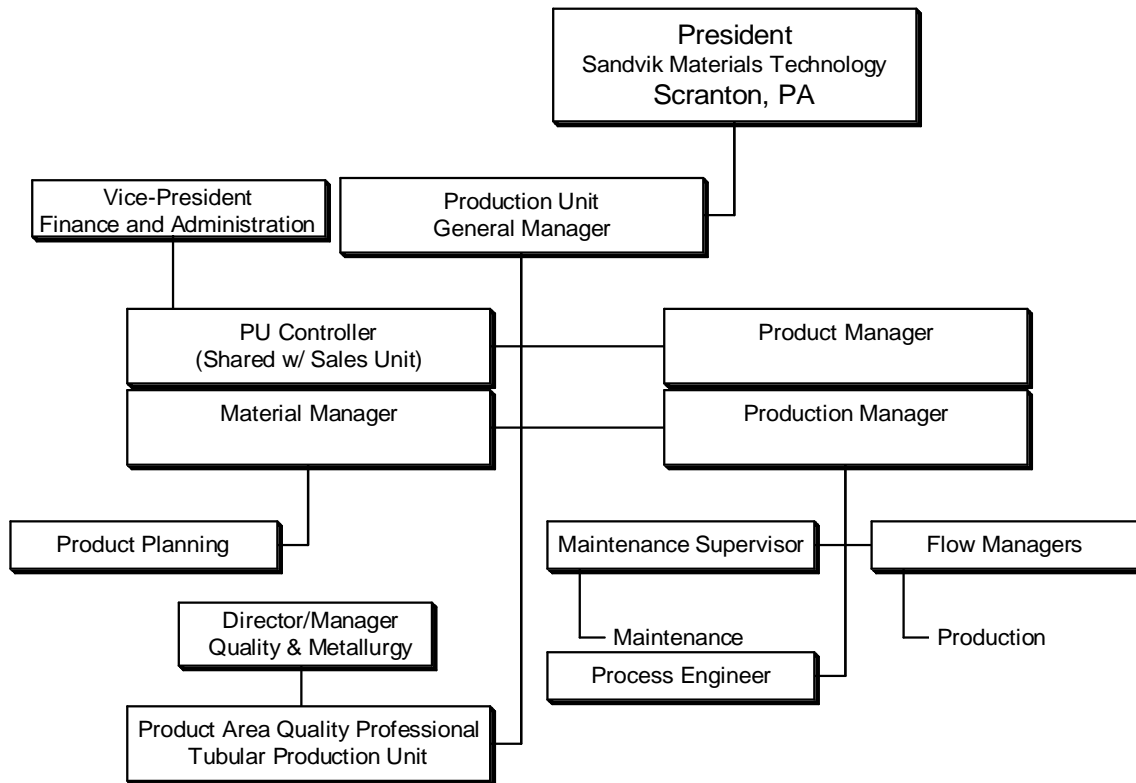 President
Sandvik Materials Technology
Scranton, PA
Vice-President
Finance and Administration
Production Unit
General Manager
PU Controller
(Shared w/ Sales Unit)
Product Manager
Material Manager
Production Manager
Product Planning
Maintenance Supervisor
Flow Managers
Director/Manager
Quality & Metallurgy
Maintenance
Production
Process Engineer
Product Area Quality Professional
Tubular Production Unit